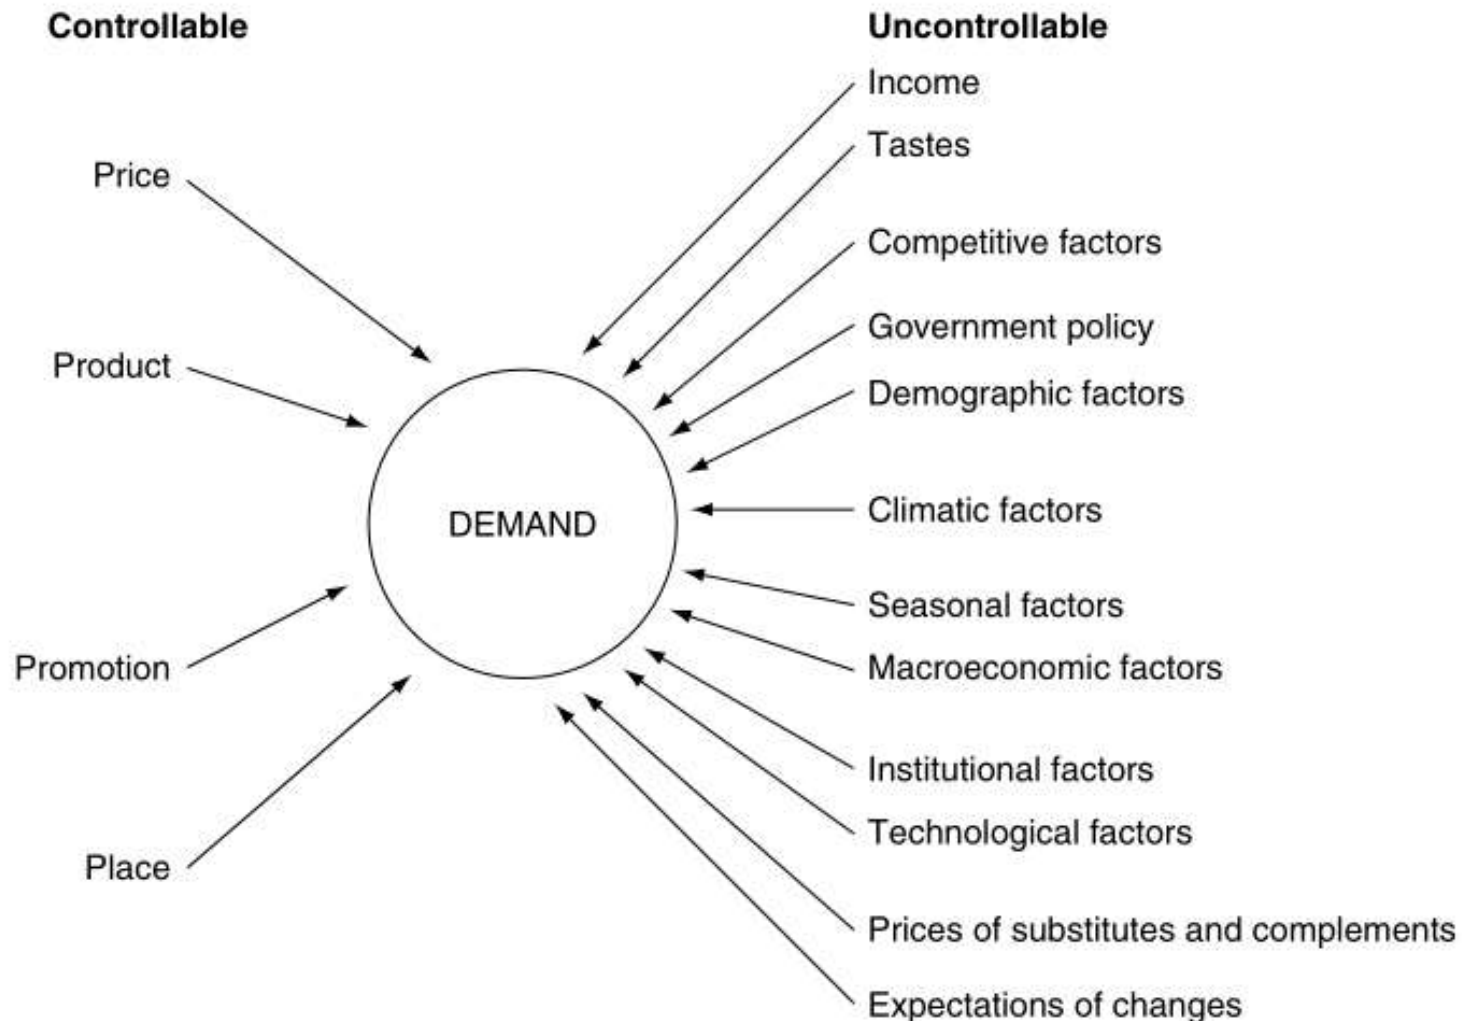 Controllable
Uncontrollable
Income
Tastes
Price
Competitive factors
Government policy
Product
Demographic factors
Climatic factors
DEMAND
Seasonal factors
Promotion
Macroeconomic factors
Institutional factors
Technological factors
Place
Prices of substitutes and complements
Expectations of changes